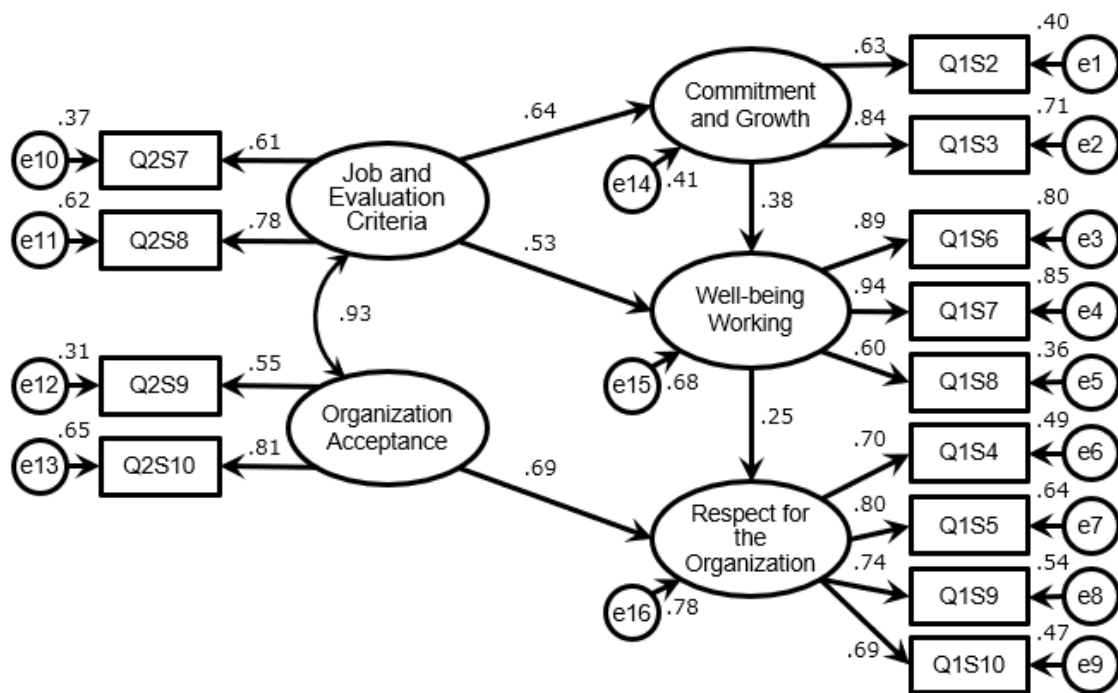 .40
.63
Q1S2
e1
Commitment
and Growth
.71
.84
Q1S3
e2
.64
e14
.41
.37
e10
Q2S7
.61
Job and
Evaluation
Criteria
.62
e11
Q2S8
.78
.38
.53
.80
.89
Q1S6
e3
Well-being
Working
.85
.94
Q1S7
e4
.36
.60
Q1S8
e5
e15
.68
.93
.31
e12
Q2S9
.55
Organization
Acceptance
.65
e13
Q2S10
.81
.25
.69
.49
.70
Q1S4
e6
Respect for
the
Organization
.64
.80
Q1S5
e7
.54
.74
Q1S9
e8
e16
.78
.47
.69
Q1S10
e9